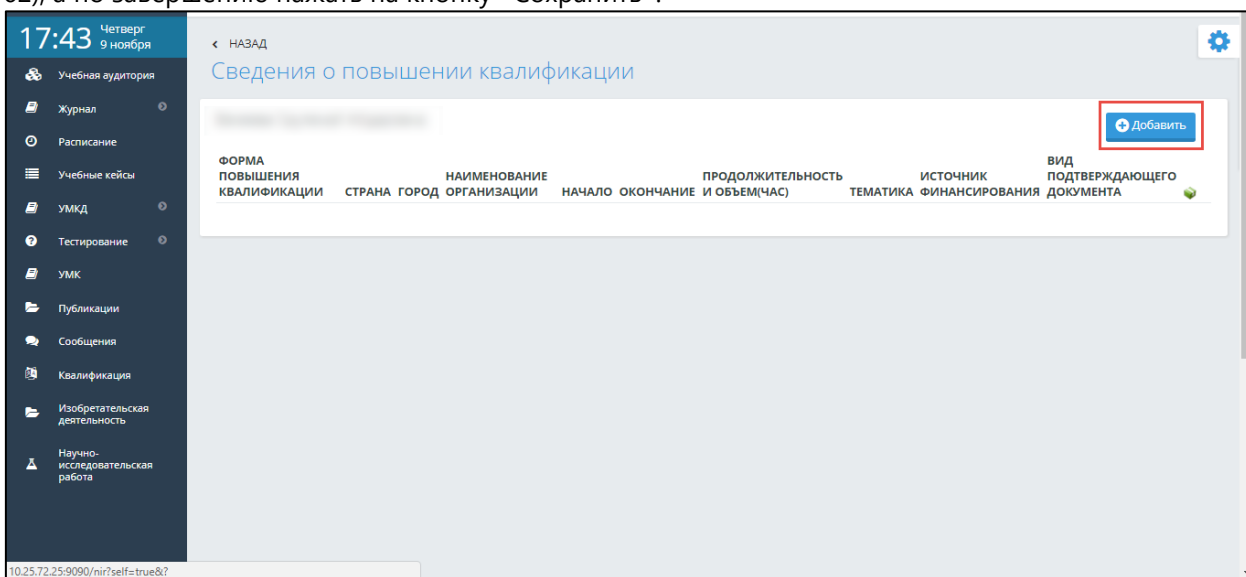 17:43 Четверг
9 ноября
Учебная аудитория
Журнал
Расписание
Учебные кейсы
УМКД
Тестирование
УМК
Публикации
Сообщения
Квалификация
Изобретательская
деятельность
Научно-
исследовательская
работа
НАЗАД
Сведения о повышении квалификации
Добавить
ФОРМА
ПОВЫШЕНИЯ
КВАЛИФИКАЦИИ
СТРАНА
ГОРОД
НАИМЕНОВАНИЕ
ОРГАНИЗАЦИИ
НАЧАЛО
ОКОНЧАНИЕ
ПРОДОЛЖИТЕЛЬНОСТЬ
И ОБЪЕМ(ЧАС)
ТЕМАТИКА
ИСТОЧНИК
ФИНАНСИРОВАНИЯ
ВИД
ПОДТВЕРЖДАЮЩЕГО
ДОКУМЕНТА
10.25.72.25:9090/nir?self=true&?